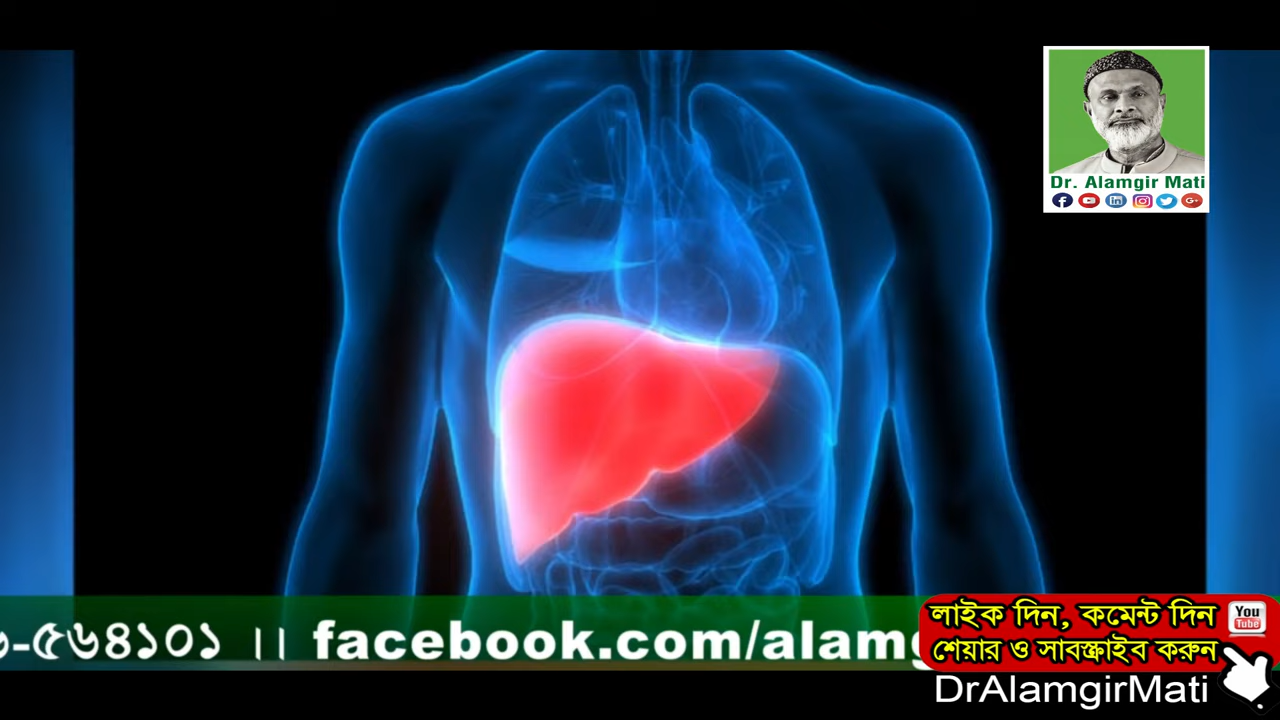 Dr. Alamgir Mati
-৫৬৪১০১ || facebook.com/alamg
লাইক দিন, কমেন্ট দিন
শেয়ার ও সাবস্ক্রাইব করুন
You
Tube
DrAlamgirMati